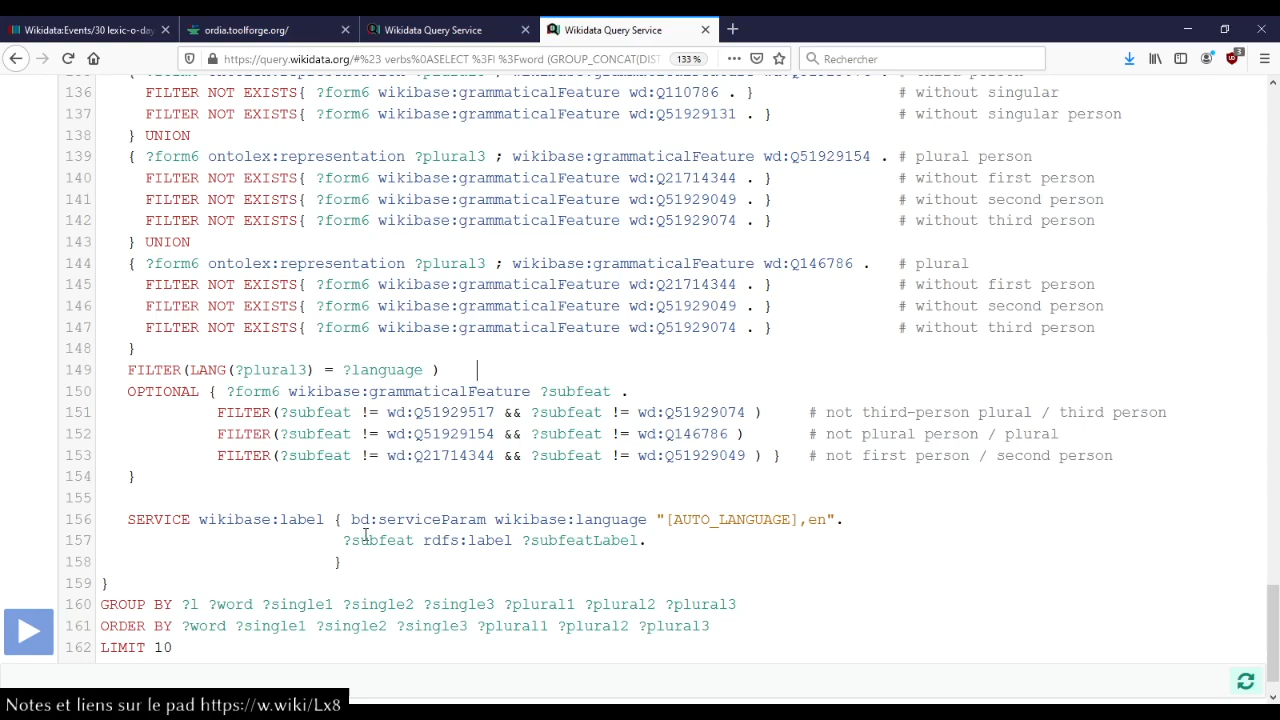 Wikidata:Events/30 lexic-o-day
ordia.toolforge.org/
Wikidata Query Service
Wikidata Query Service
https://query.wikidata.org/#%23 verbs%0ASELECT %3Fl %3Fword (GROUP_CONCAT(DIST
133 %
Rechercher
3
136 FILTER NOT EXISTS{ ?form6 wikibase:grammaticalFeature wd:Q110786 . } # without singular
137 FILTER NOT EXISTS{ ?form6 wikibase:grammaticalFeature wd:Q51929131 . } # without singular person
138 } UNION
139 { ?form6 ontolex:representation ?plural3 ; wikibase:grammaticalFeature wd:Q51929154 . # plural person
140 FILTER NOT EXISTS{ ?form6 wikibase:grammaticalFeature wd:Q21714344 . } # without first person
141 FILTER NOT EXISTS{ ?form6 wikibase:grammaticalFeature wd:Q51929049 . } # without second person
142 FILTER NOT EXISTS{ ?form6 wikibase:grammaticalFeature wd:Q51929074 . } # without third person
143 } UNION
144 { ?form6 ontolex:representation ?plural3 ; wikibase:grammaticalFeature wd:Q146786 . # plural
145 FILTER NOT EXISTS{ ?form6 wikibase:grammaticalFeature wd:Q21714344 . } # without first person
146 FILTER NOT EXISTS{ ?form6 wikibase:grammaticalFeature wd:Q51929049 . } # without second person
147 FILTER NOT EXISTS{ ?form6 wikibase:grammaticalFeature wd:Q51929074 . } # without third person
148 }
149 FILTER(LANG(?plural3) = ?language )
150 OPTIONAL { ?form6 wikibase:grammaticalFeature ?subfeat .
151 FILTER(?subfeat != wd:Q51929517 && ?subfeat != wd:Q51929074 ) # not third-person plural / third person
152 FILTER(?subfeat != wd:Q51929154 && ?subfeat != wd:Q146786 ) # not plural person / plural
153 FILTER(?subfeat != wd:Q21714344 && ?subfeat != wd:Q51929049 ) } # not first person / second person
154 }
155
156 SERVICE wikibase:label { bd:serviceParam wikibase:language "[AUTO_LANGUAGE],en".
157 ?subfeat rdfs:label ?subfeatLabel.
158 }
159 }
160 GROUP BY ?l ?word ?single1 ?single2 ?single3 ?plural1 ?plural2 ?plural3
161 ORDER BY ?word ?single1 ?single2 ?single3 ?plural1 ?plural2 ?plural3
162 LIMIT 10
Notes et liens sur le pad https://w.wiki/Lx8